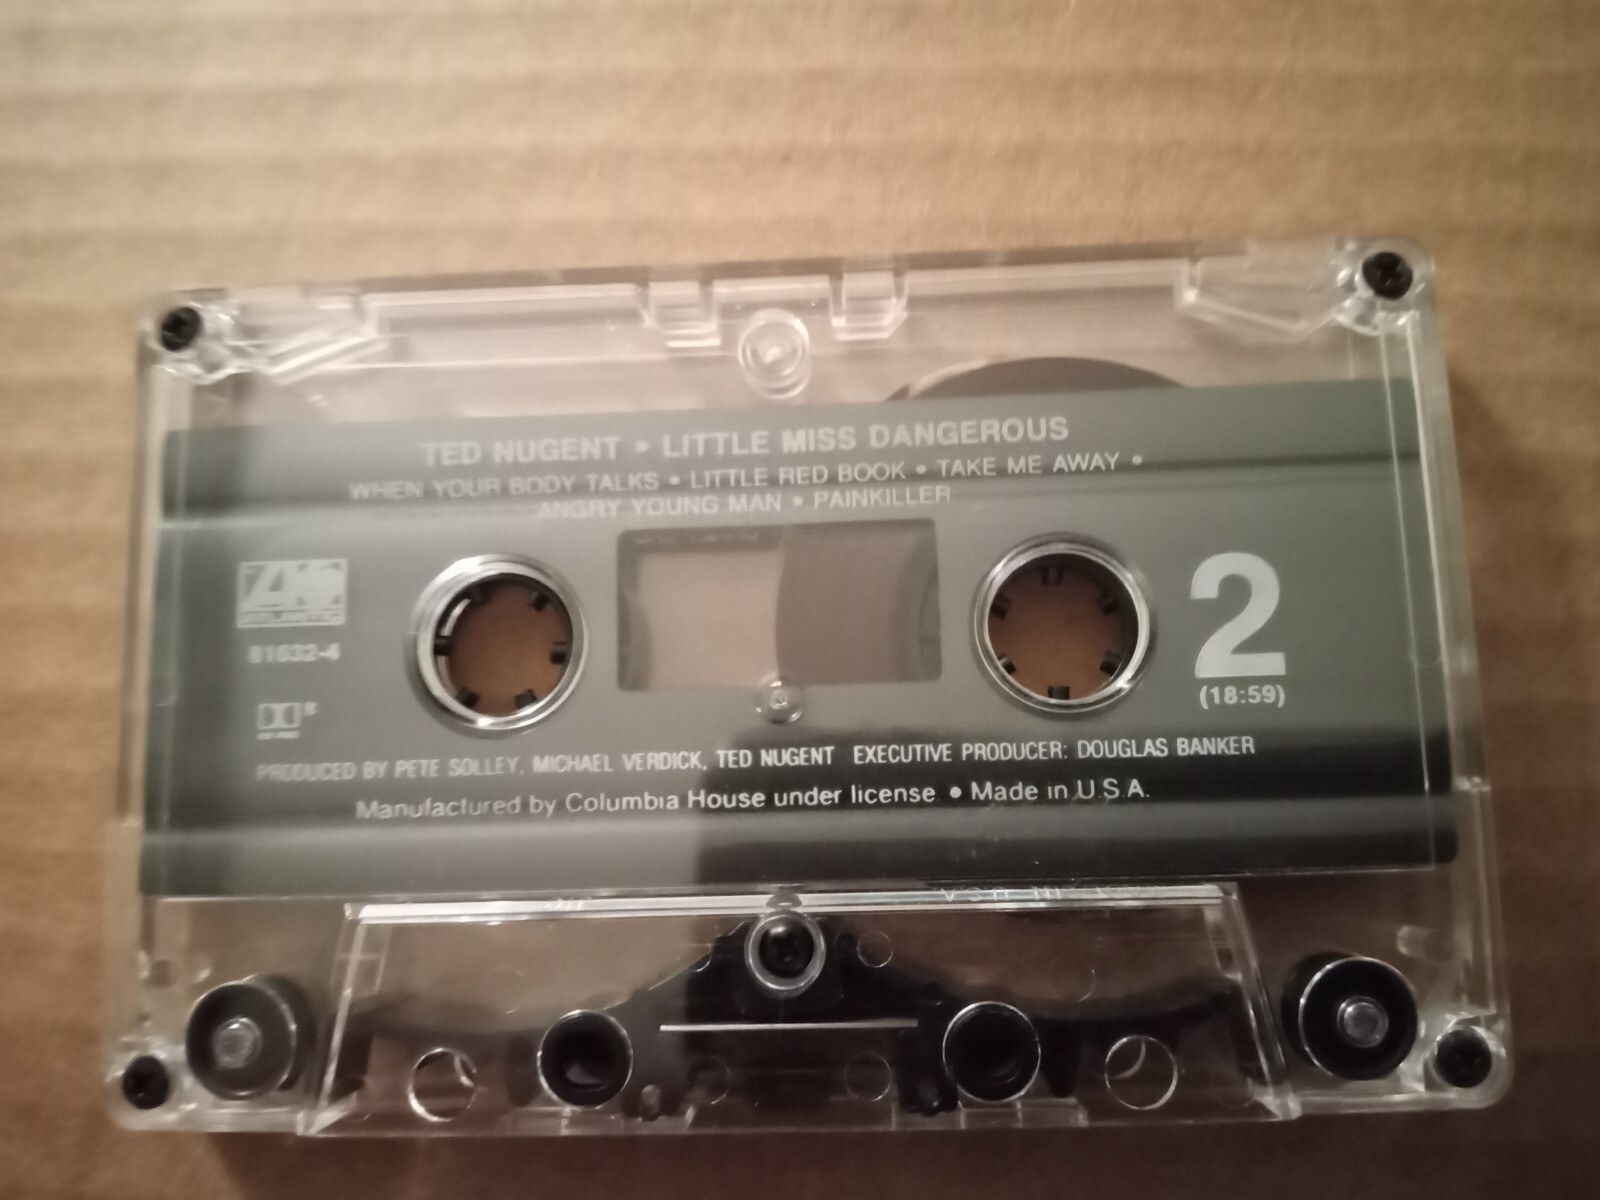 TED NUGENT • LITTLE MISS DANGEROUS
WHEN YOUR BODY TALKS • LITTLE RED BOOK • TAKE ME AWAY •
ANGRY YOUNG MAN • PAINKILLER
ATLANTIC
81632-4
2
(18:59)
PRODUCED BY PETE SOLLEY, MICHAEL VERDICK, TED NUGENT EXECUTIVE PRODUCER: DOUGLAS BANKER
Manufactured by Columbia House under license • Made in U.S.A.